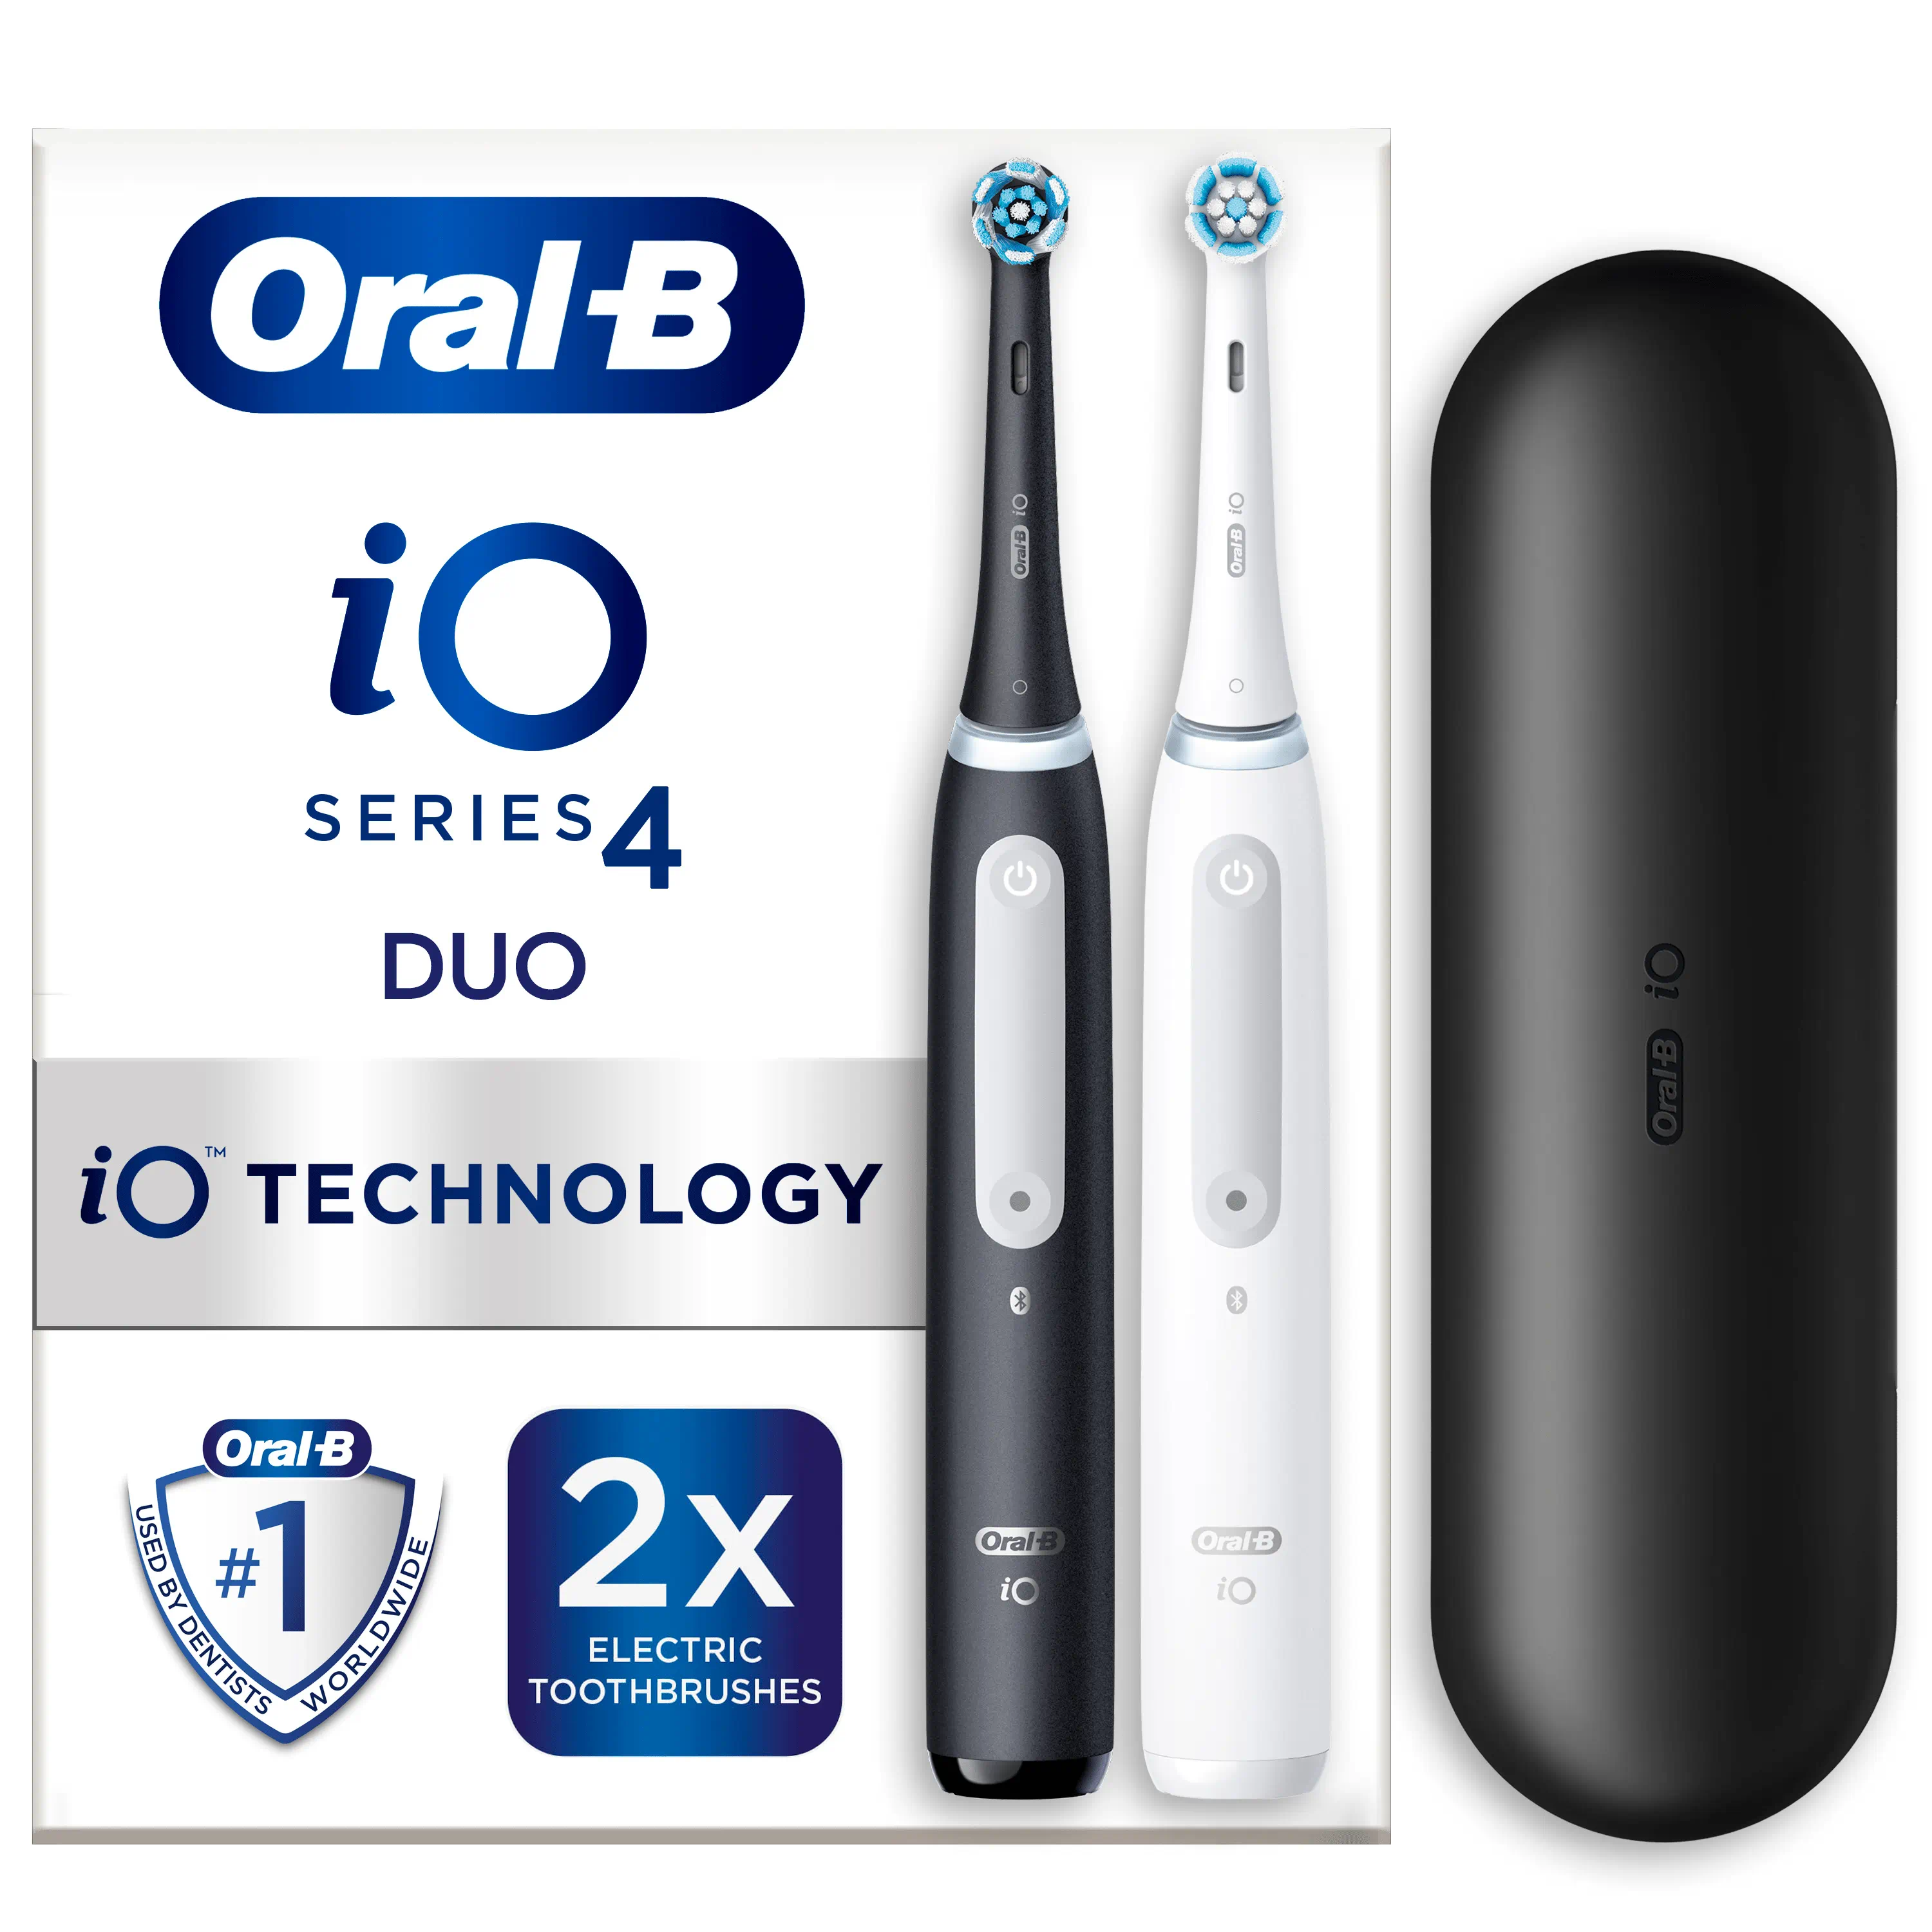 Oral-B
iO
SERIES 4
DUO
iO™ TECHNOLOGY
Oral-B
#1
USED BY DENTISTS WORLDWIDE
2x
ELECTRIC
TOOTHBRUSHES
Oral-B iO
Oral-B
iO
Oral-B iO
Oral-B
iO
Oral-B iO